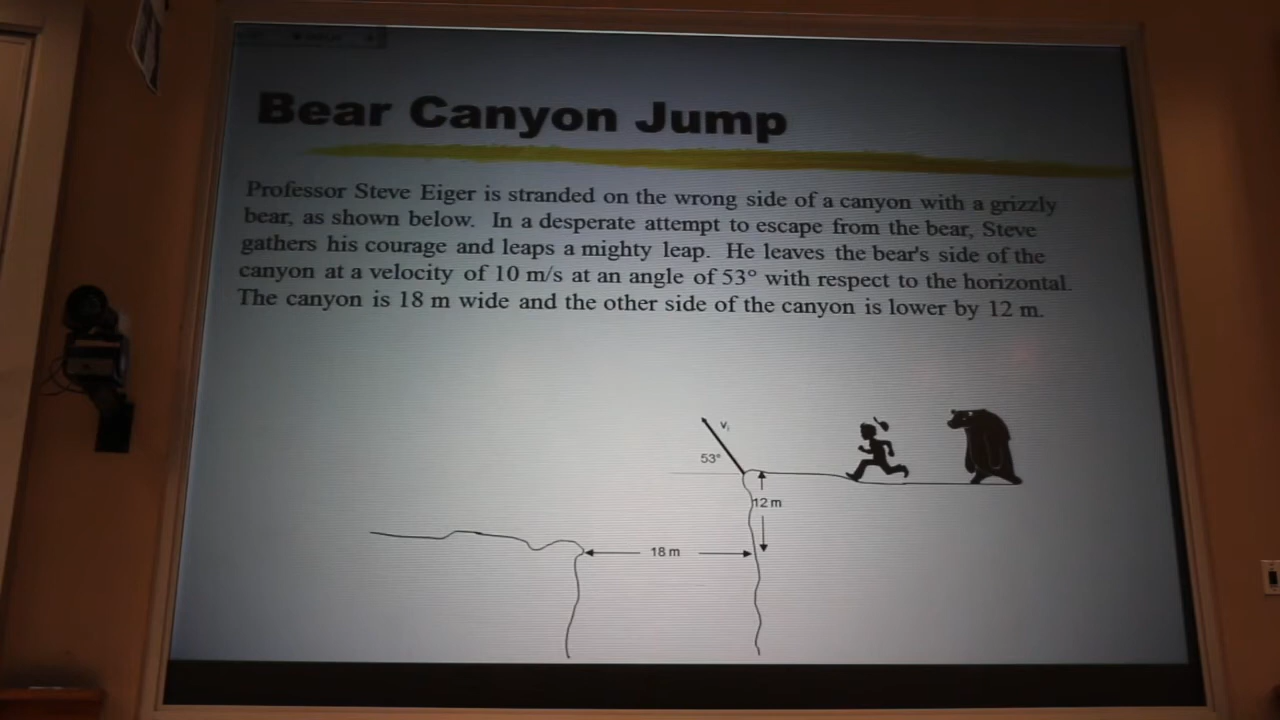 Bear Canyon Jump
Professor Steve Eiger is stranded on the wrong side of a canyon with a grizzly
bear, as shown below. In a desperate attempt to escape from the bear, Steve
gathers his courage and leaps a mighty leap. He leaves the bear's side of the
canyon at a velocity of 10 m/s at an angle of 53° with respect to the horizontal.
The canyon is 18 m wide and the other side of the canyon is lower by 12 m.
vᵢ
53°
12 m
18 m